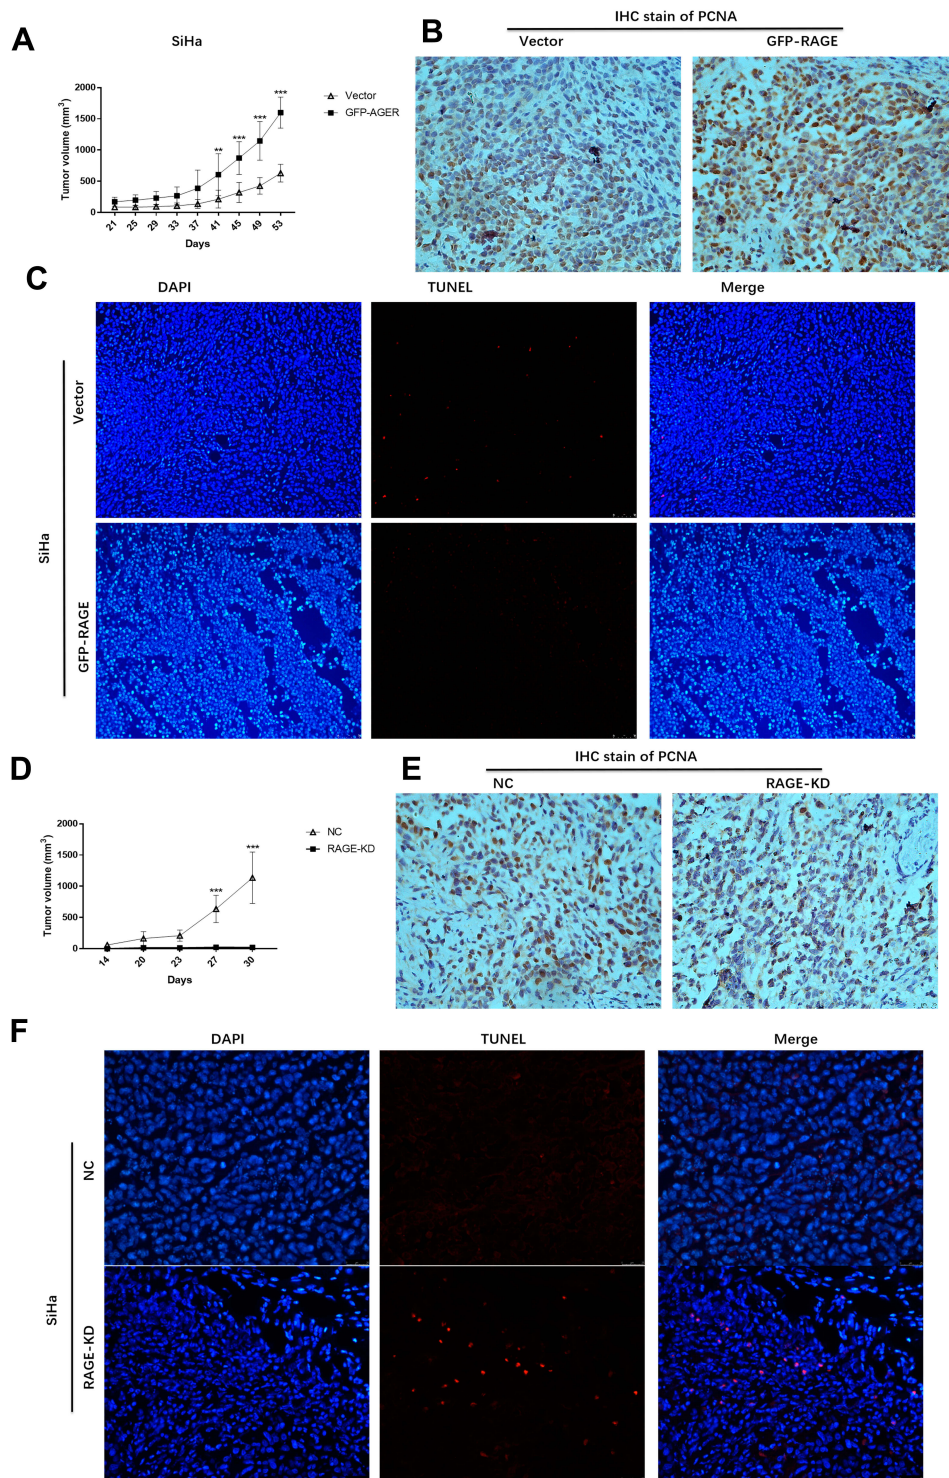 A
SiHa
Tumor volume (mm3)
2000
1500
1000
500
0
** *** *** ***
21 25 29 33 37 41 45 49 53
Days
Vector
GFP-AGER
B
IHC stain of PCNA
Vector GFP-RAGE
C
DAPI TUNEL Merge
SiHa
Vector
GFP-RAGE
D
Tumor volume (mm3)
2000
1500
1000
500
0
*** ***
14 20 23 27 30
Days
NC
RAGE-KD
E
IHC stain of PCNA
NC RAGE-KD
F
DAPI TUNEL Merge
SiHa
NC
RAGE-KD